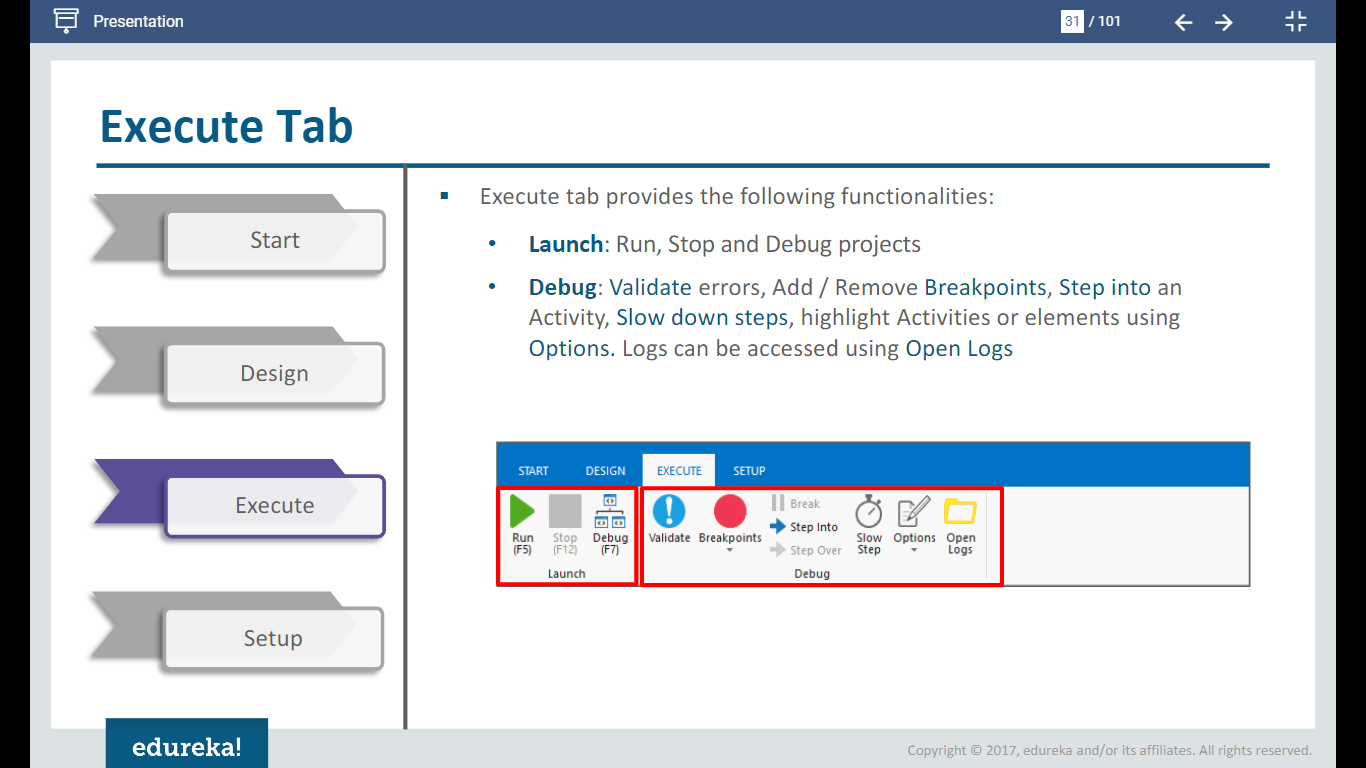 Presentation
31 / 101
Execute Tab
Start
Design
Execute
Setup
Execute tab provides the following functionalities:
Launch: Run, Stop and Debug projects
Debug: Validate errors, Add / Remove Breakpoints, Step into an
Activity, Slow down steps, highlight Activities or elements using
Options. Logs can be accessed using Open Logs
START DESIGN EXECUTE SETUP
Run
(F5)
Stop
(F12)
Debug
(F7)
Launch
Validate
Breakpoints
Break
Step Into
Step Over
Slow
Step
Options
Open
Logs
Debug
edureka!
Copyright © 2017, edureka and/or its affiliates. All rights reserved.